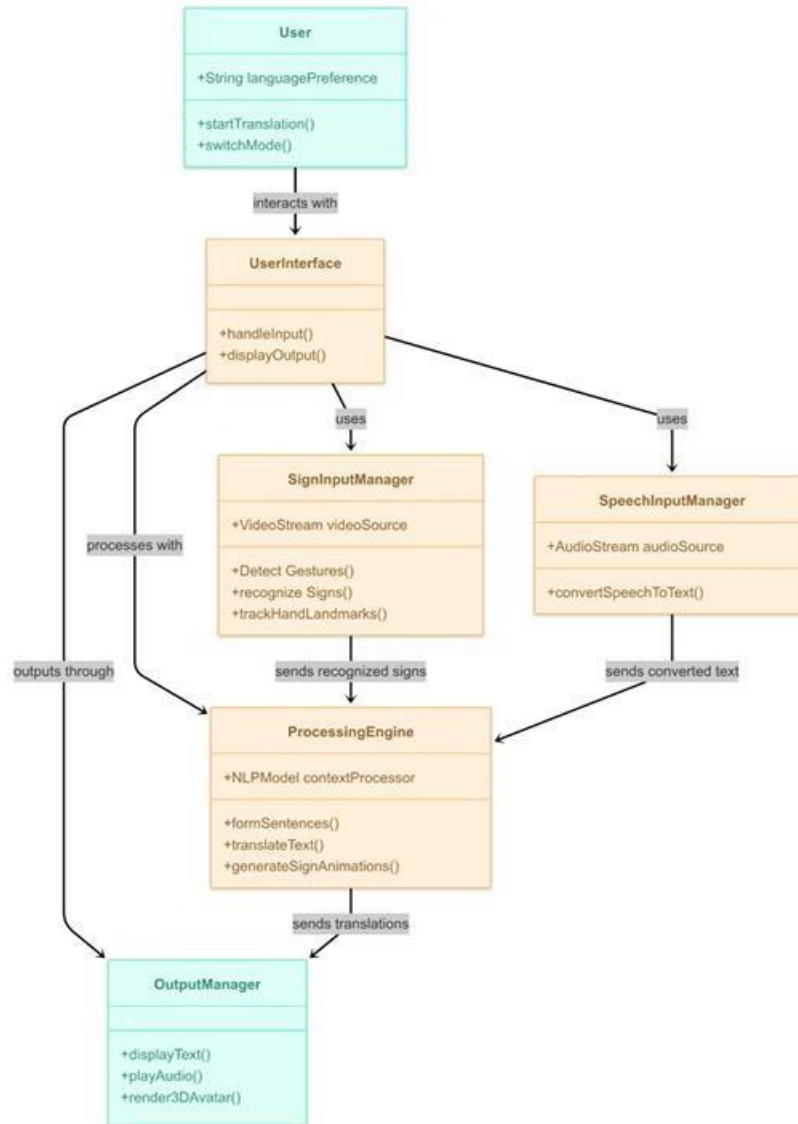 User
+String languagePreference
+startTranslation()
+switchMode()
interacts with
UserInterface
+handleInput()
+displayOutput()
uses
uses
SignInputManager
+VideoStream videoSource
+Detect Gestures()
+recognize Signs()
+trackHandLandmarks()
SpeechInputManager
+AudioStream audioSource
+convertSpeechToText()
processes with
outputs through
sends recognized signs
sends converted text
ProcessingEngine
+NLPModel contextProcessor
+formSentences()
+translateText()
+generateSignAnimations()
sends translations
OutputManager
+displayText()
+playAudio()
+render3DAvatar()